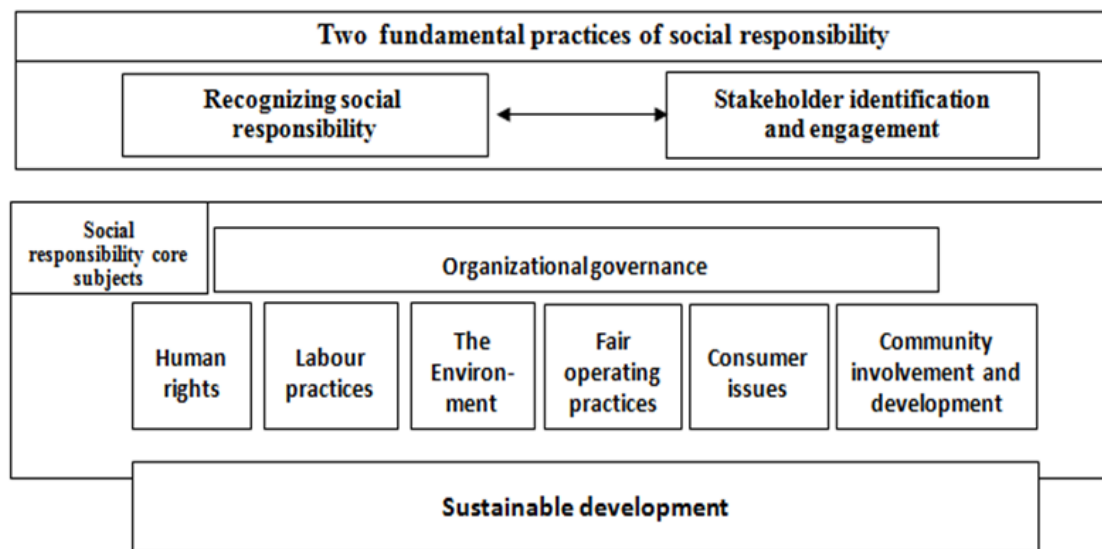 Two fundamental practices of social responsibility
Recognizing social
responsibility
Stakeholder identification
and engagement
Social
responsibility core
subjects
Organizational governance
Human
rights
Labour
practices
The
Environ-
ment
Fair
operating
practices
Consumer
issues
Community
involvement and
development
Sustainable development